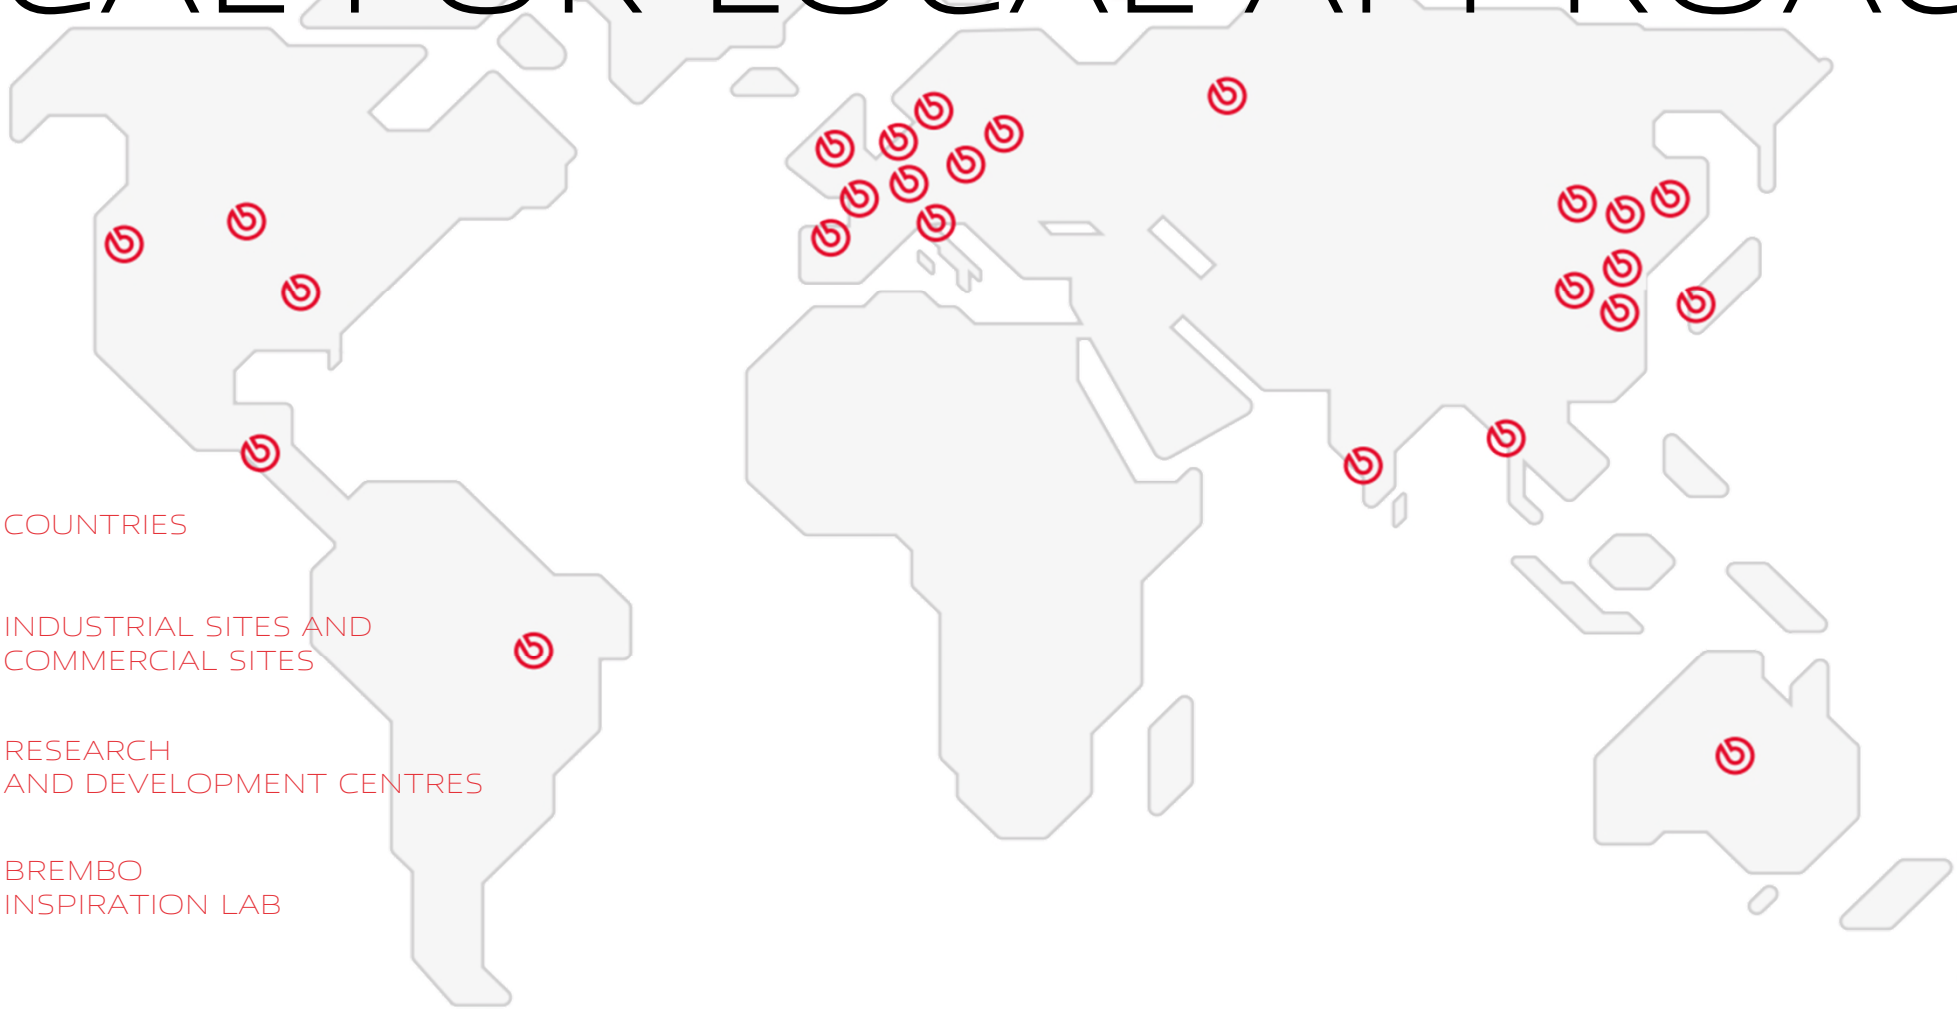 COUNTRIES
INDUSTRIAL SITES AND
COMMERCIAL SITES
RESEARCH
AND DEVELOPMENT CENTRES
BREMBO
INSPIRATION LAB